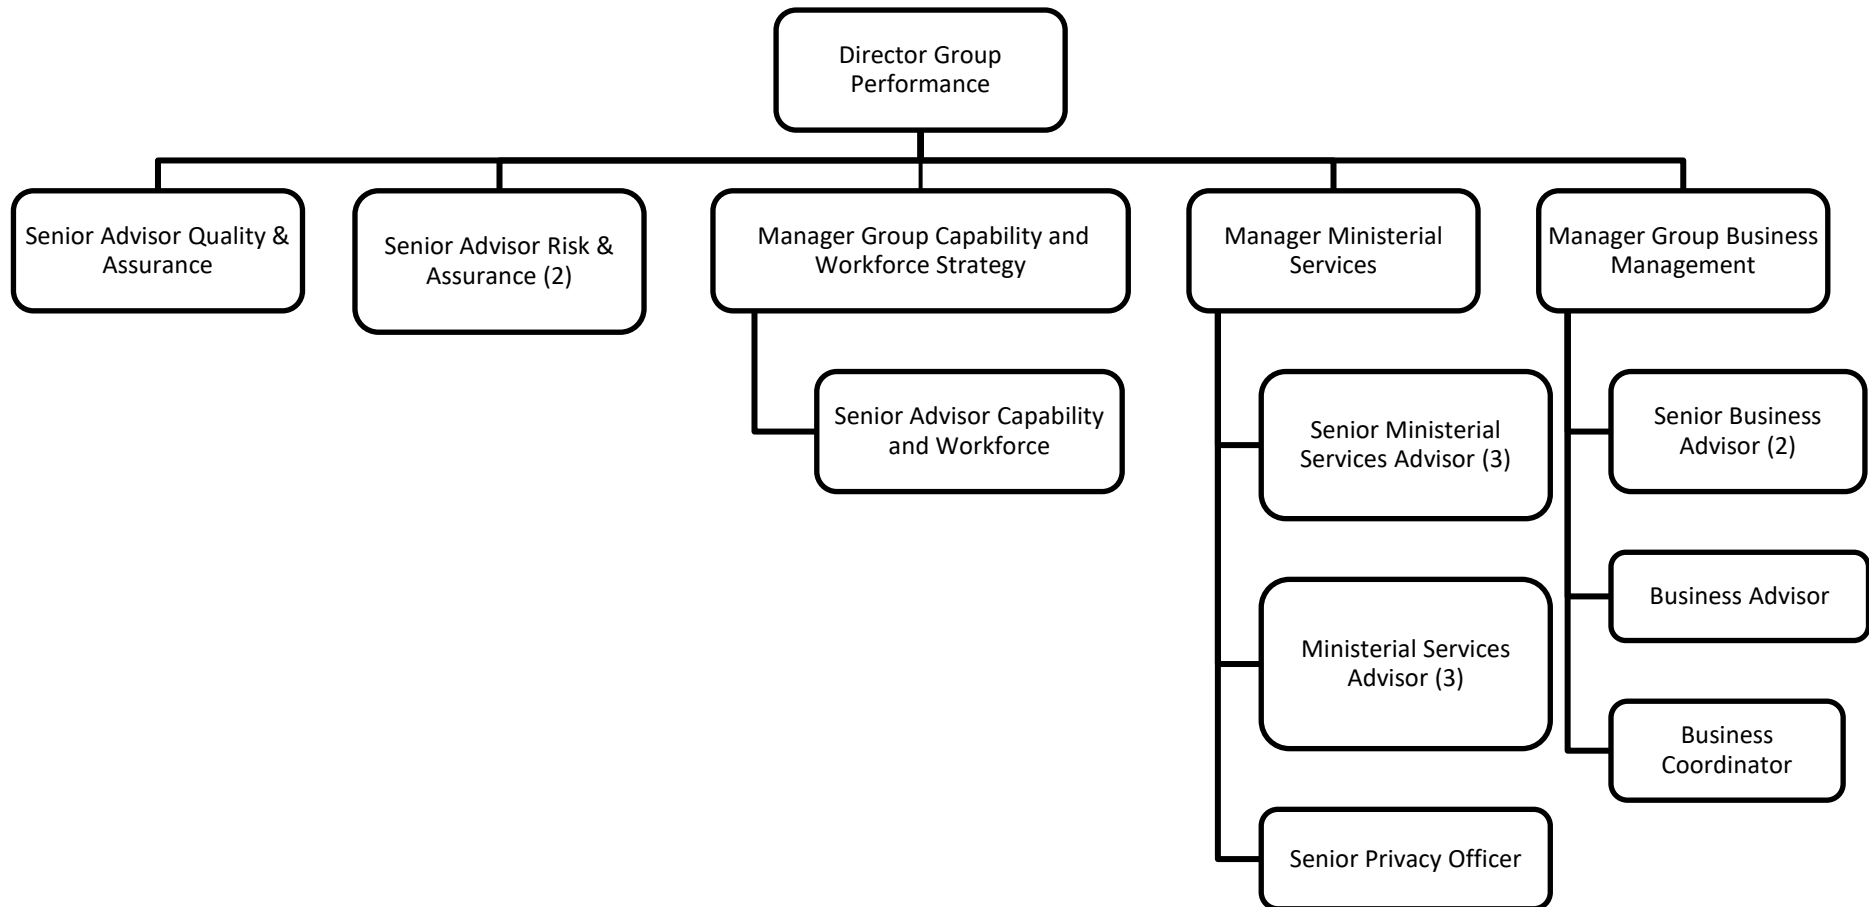 Director Group
Performance
Senior Advisor Quality &
Assurance
Senior Advisor Risk &
Assurance (2)
Manager Group Capability and
Workforce Strategy
Manager Ministerial
Services
Manager Group Business
Management
Senior Advisor Capability
and Workforce
Senior Ministerial
Services Advisor (3)
Senior Business
Advisor (2)
Ministerial Services
Advisor (3)
Business Advisor
Business
Coordinator
Senior Privacy Officer